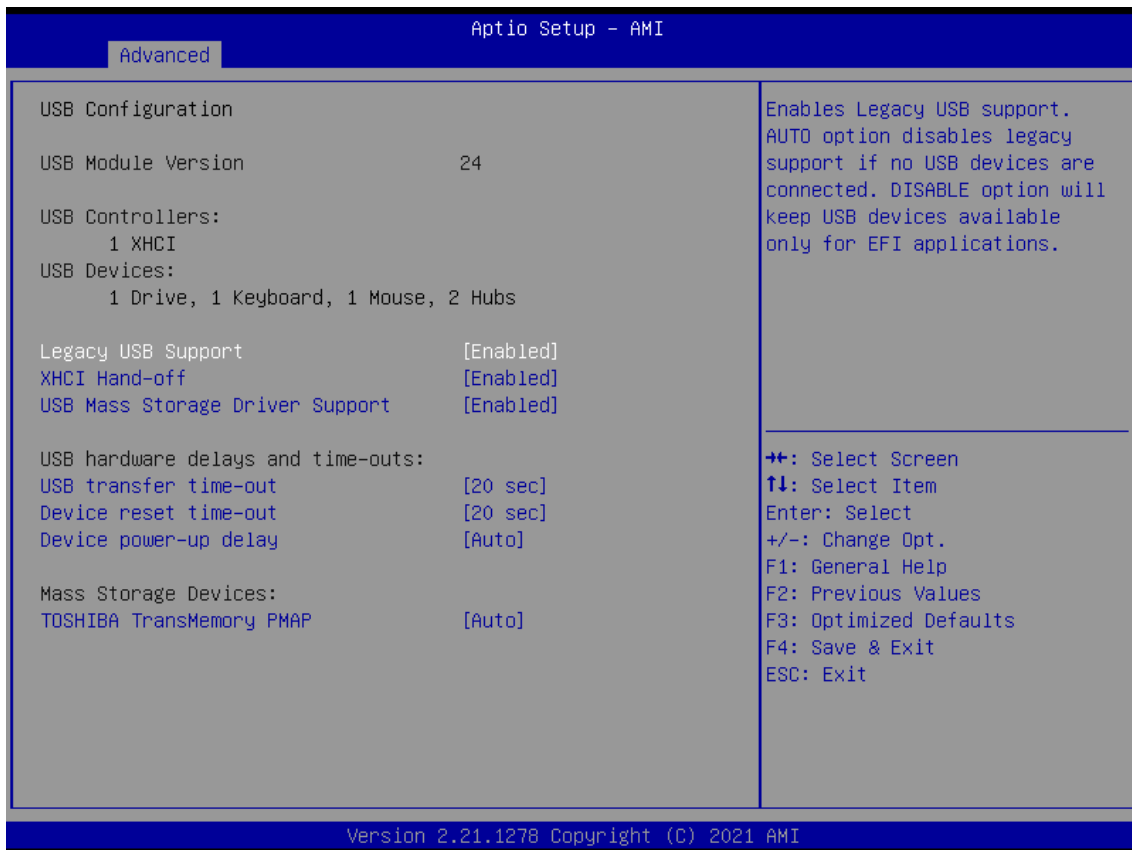 Aptio Setup – AMI
Advanced
USB Configuration
USB Module Version 24
USB Controllers:
1 XHCI
USB Devices:
1 Drive, 1 Keyboard, 1 Mouse, 2 Hubs
Legacy USB Support [Enabled]
XHCI Hand-off [Enabled]
USB Mass Storage Driver Support [Enabled]
USB hardware delays and time-outs:
USB transfer time-out [20 sec]
Device reset time-out [20 sec]
Device power-up delay [Auto]
Mass Storage Devices:
TOSHIBA TransMemory PMAP [Auto]
Enables Legacy USB support.
AUTO option disables legacy
support if no USB devices are
connected. DISABLE option will
keep USB devices available
only for EFI applications.
→←: Select Screen
↑↓: Select Item
Enter: Select
+/-: Change Opt.
F1: General Help
F2: Previous Values
F3: Optimized Defaults
F4: Save & Exit
ESC: Exit
Version 2.21.1278 Copyright (C) 2021 AMI